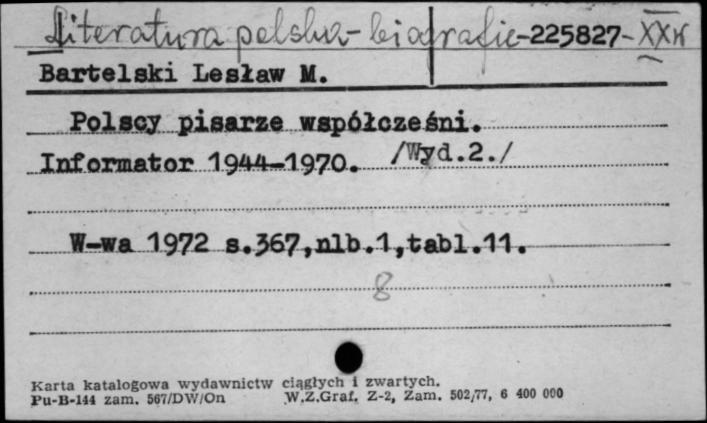 Literatura polska-biografie-225827-XXK
Bartelski Lesław M.
Polscy pisarze współcześni.
Informator 1944-1970. /Wyd.2./
W-wa 1972 s.367,nlb.1,tabl.11.
8
Karta katalogowa wydawnictw ciągłych i zwartych.
Pu-B-144 zam. 567/DW/On W.Z.Graf. Z-2, Zam. 502/77, 6 400 000